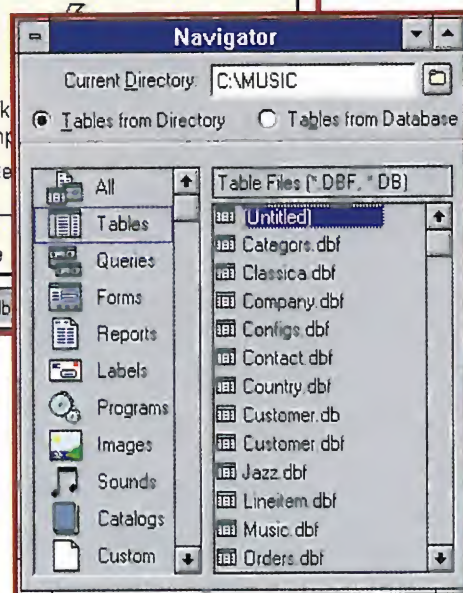 Navigator
Current Directory: C:\MUSIC
Tables from Directory Tables from Database
All
Tables
Queries
Forms
Reports
Labels
Programs
Images
Sounds
Catalogs
Custom
Table Files (*.DBF, *.DB)
(Untitled)
Categors.dbf
Classica.dbf
Company.dbf
Configs.dbf
Contact.dbf
Country.dbf
Customer.db
Customer.dbf
Jazz.dbf
Lineitem.dbf
Music.dbf
Orders.dbf